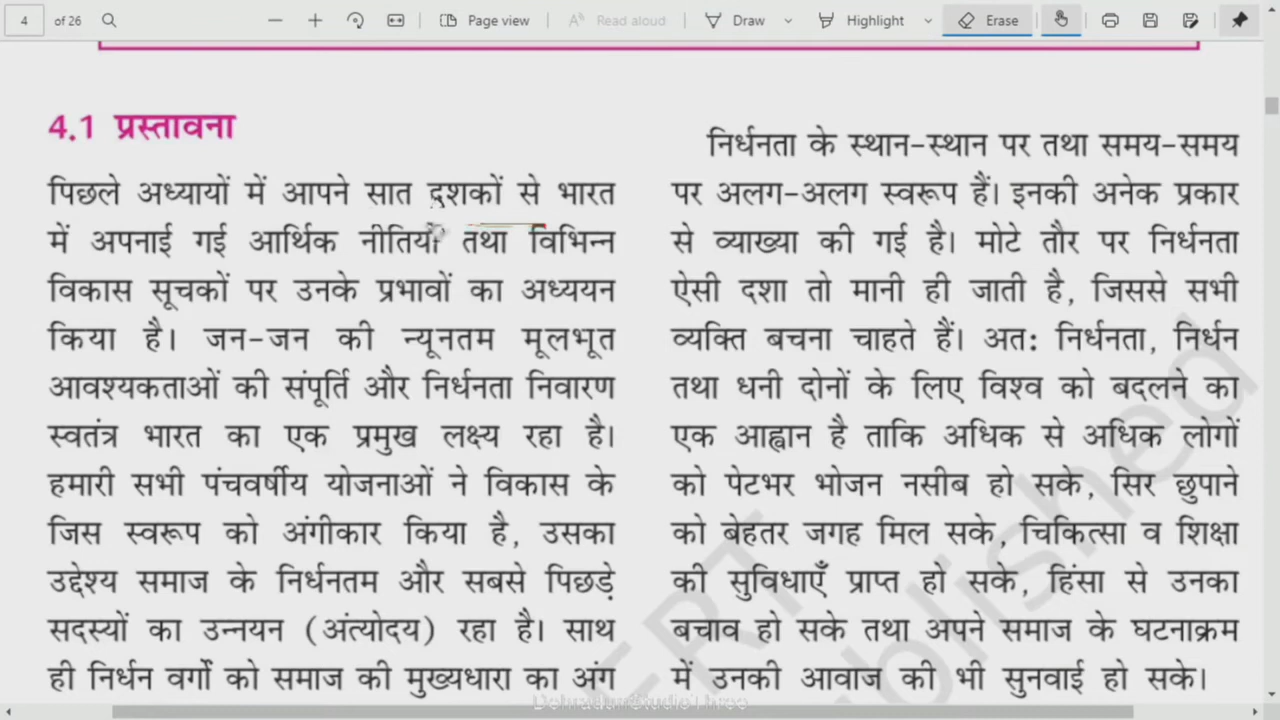 4
of 26
Page view
Read aloud
Draw
Highlight
Erase
4.1 प्रस्तावना
पिछले अध्यायों में आपने सात दशकों से भारत
में अपनाई गई आर्थिक नीतियों तथा विभिन्न
विकास सूचकों पर उनके प्रभावों का अध्ययन
किया है। जन-जन की न्यूनतम मूलभूत
आवश्यकताओं की संपूर्ति और निर्धनता निवारण
स्वतंत्र भारत का एक प्रमुख लक्ष्य रहा है।
हमारी सभी पंचवर्षीय योजनाओं ने विकास के
जिस स्वरूप को अंगीकार किया है, उसका
उद्देश्य समाज के निर्धनतम और सबसे पिछड़े
सदस्यों का उन्नयन (अंत्योदय) रहा है। साथ
ही निर्धन वर्गों को समाज की मुख्यधारा का अंग
निर्धनता के स्थान-स्थान पर तथा समय-समय
पर अलग-अलग स्वरूप हैं। इनकी अनेक प्रकार
से व्याख्या की गई है। मोटे तौर पर निर्धनता
ऐसी दशा तो मानी ही जाती है, जिससे सभी
व्यक्ति बचना चाहते हैं। अत: निर्धनता, निर्धन
तथा धनी दोनों के लिए विश्व को बदलने का
एक आह्वान है ताकि अधिक से अधिक लोगों
को पेटभर भोजन नसीब हो सके, सिर छुपाने
को बेहतर जगह मिल सके, चिकित्सा व शिक्षा
की सुविधाएँ प्राप्त हो सके, हिंसा से उनका
बचाव हो सके तथा अपने समाज के घटनाक्रम
में उनकी आवाज की भी सुनवाई हो सके।